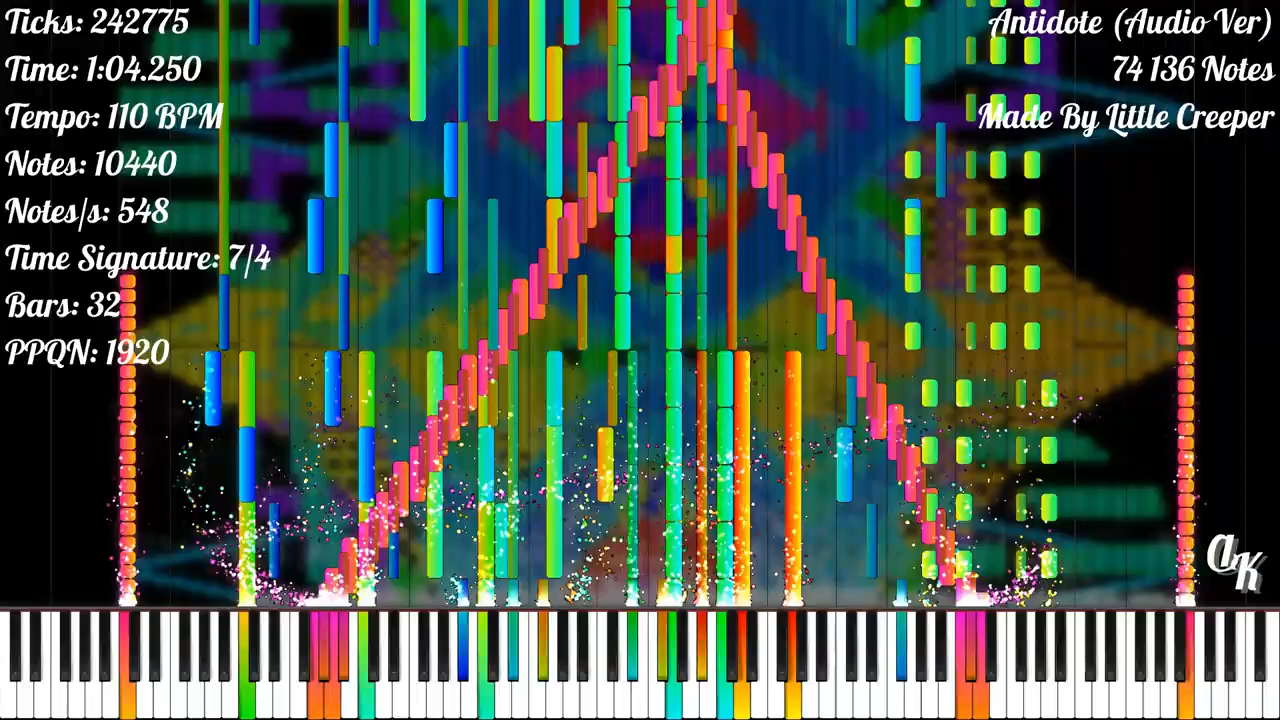 Ticks: 242775
Time: 1:04.250
Tempo: 110 BPM
Notes: 10440
Notes/s: 548
Time Signature: 7/4
Bars: 32
PPQN: 1920
Antidote (Audio Ver)
74 136 Notes
Made By Little Creeper
aK